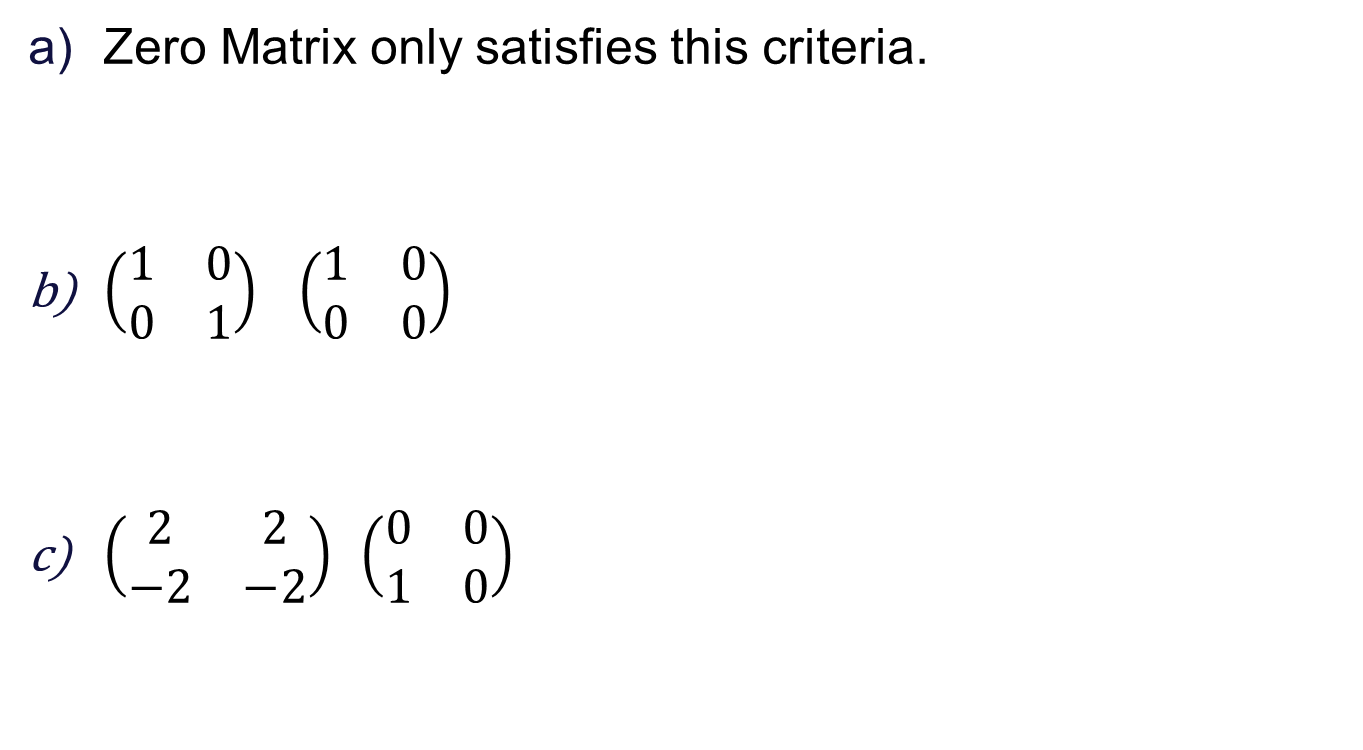 a) Zero Matrix only satisfies this criteria.
b) (1 0
0 1) (1 0
0 0)
c) (2 2
−2 −2) (0 0
1 0)